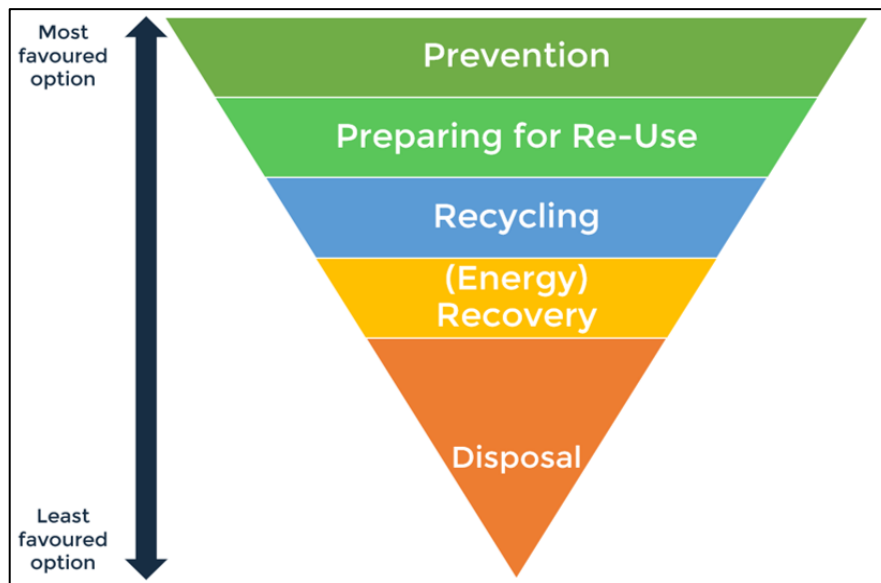 Most
favoured
option
Prevention
Preparing for Re-Use
Recycling
(Energy)
Recovery
Disposal
Least
favoured
option